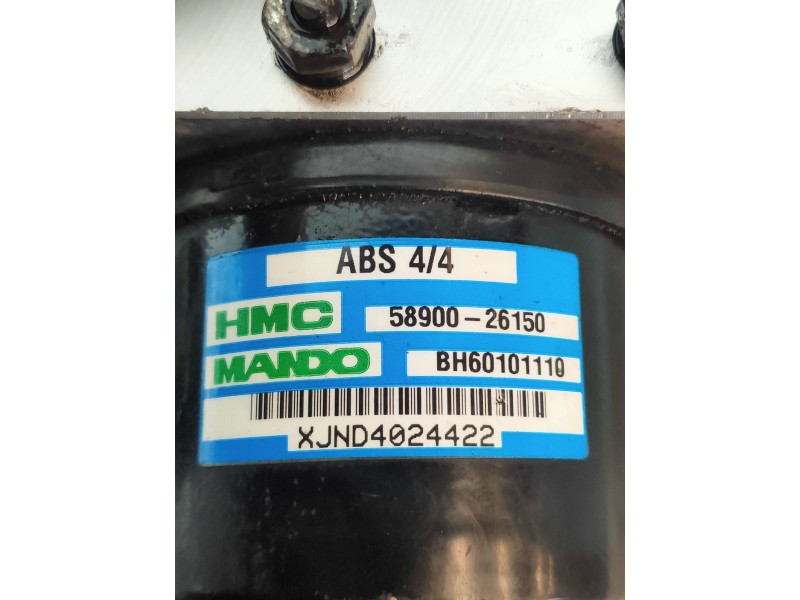 ABS 4/4
HMC 58900-26150
MANDO BH60101110
XJND4024422